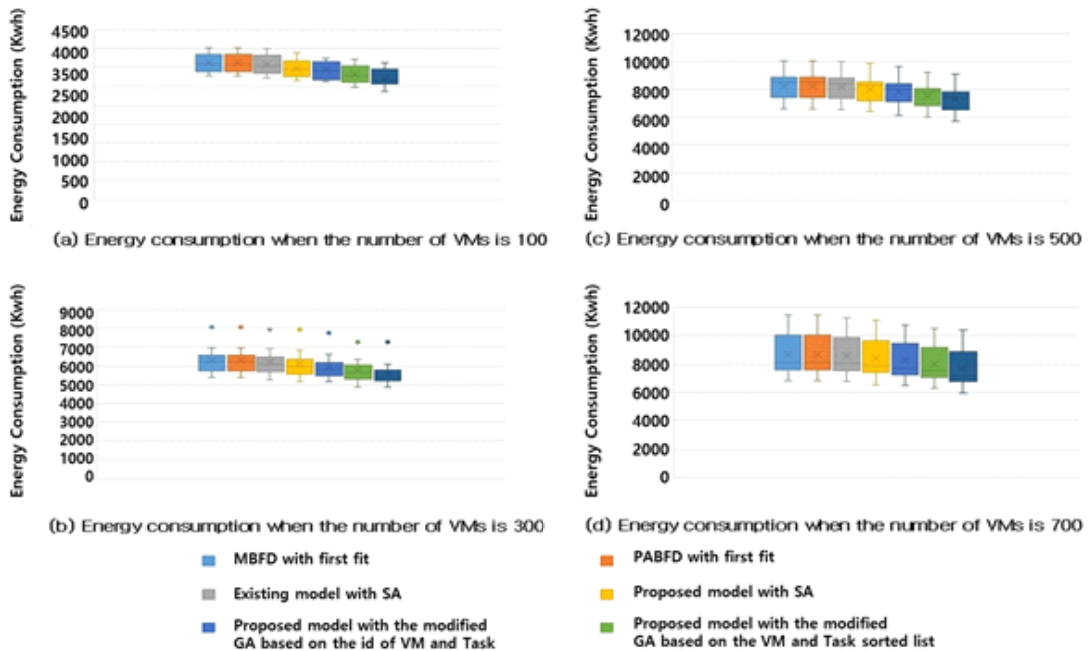 Energy Consumption (Kwh)
4500
4000
3500
2500
2000
1500
1000
500
0
(a) Energy consumption when the number of VMs is 100
Energy Consumption (Kwh)
12000
10000
8000
6000
4000
2000
0
(c) Energy consumption when the number of VMs is 500
Energy Consumption (Kwh)
9000
8000
7000
6000
5000
4000
3000
2000
1000
0
(b) Energy consumption when the number of VMs is 300
Energy Consumption (Kwh)
12000
10000
8000
6000
4000
2000
0
(d) Energy consumption when the number of VMs is 700
MBFD with first fit
PABFD with first fit
Existing model with SA
Proposed model with SA
Proposed model with the modified
GA based on the id of VM and Task
Proposed model with the modified
GA based on the VM and Task sorted list